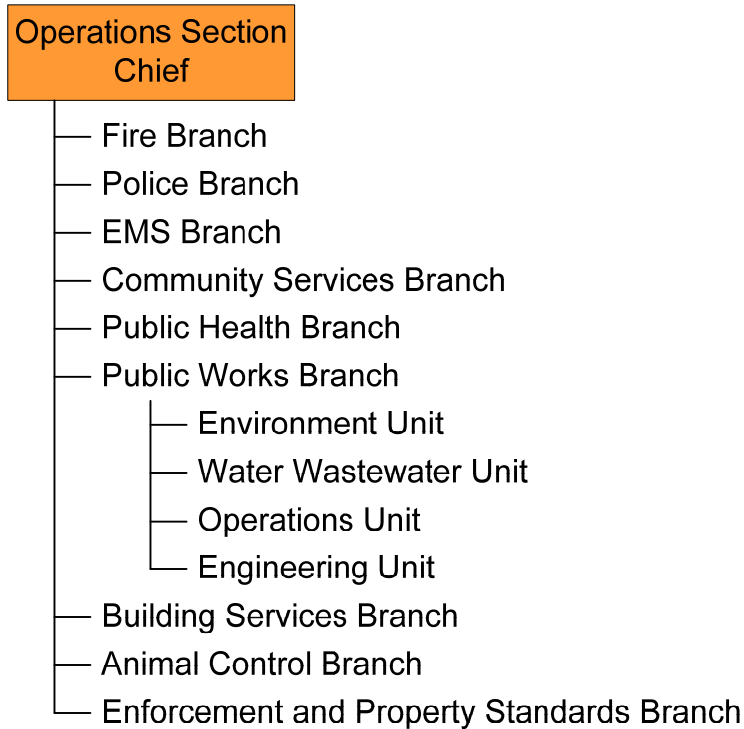 Operations Section
Chief
Fire Branch
Police Branch
EMS Branch
Community Services Branch
Public Health Branch
Public Works Branch
Environment Unit
Water Wastewater Unit
Operations Unit
Engineering Unit
Building Services Branch
Animal Control Branch
Enforcement and Property Standards Branch